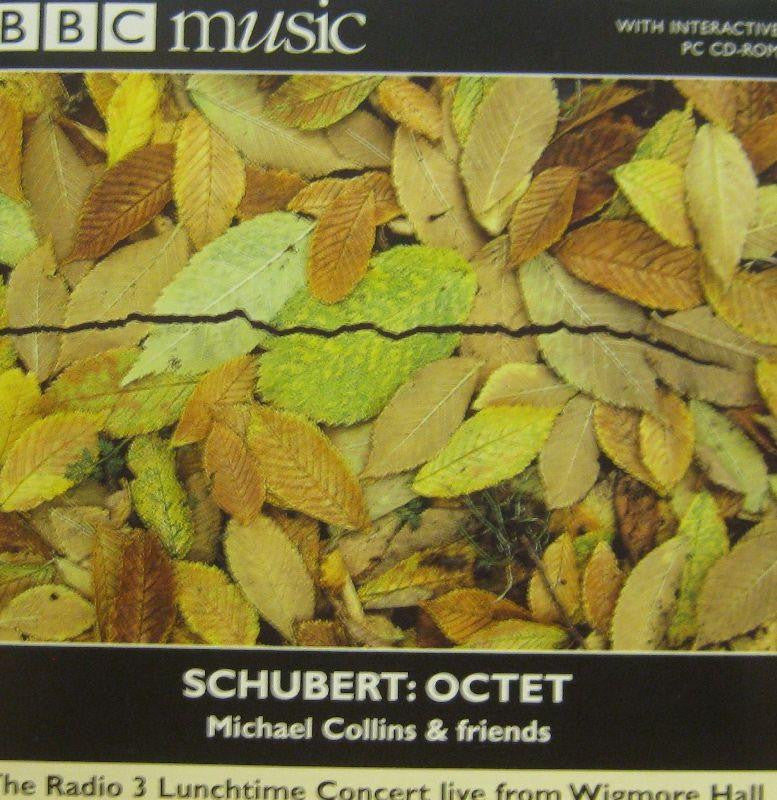 BBC music
WITH INTERACTIVE
PC CD-ROM
SCHUBERT: OCTET
Michael Collins & friends
The Radio 3 Lunchtime Concert live from Wigmore Hall